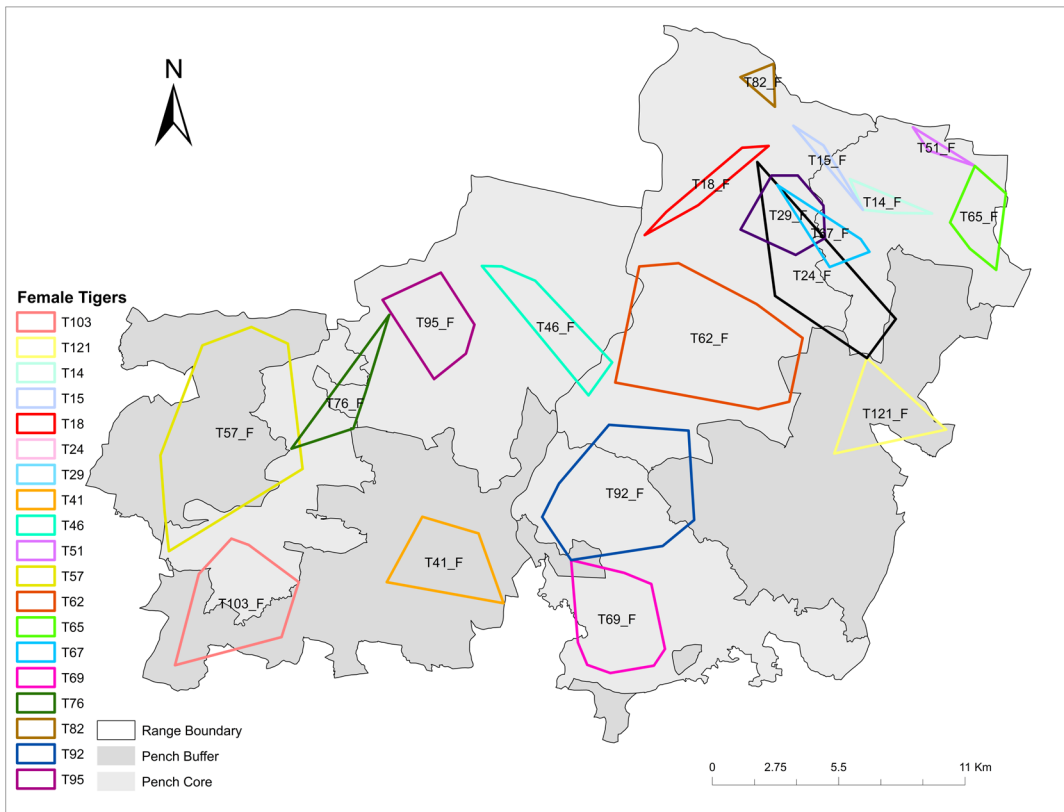 N
T82_F
T51_F
T15_F
T18_F
T14_F
T29_F
T65_F
T67_F
T24_F
T95_F
T46_F
T62_F
T76_F
T121_F
T57_F
T92_F
T41_F
T103_F
T69_F
Female Tigers
T103
T121
T14
T15
T18
T24
T29
T41
T46
T51
T57
T62
T65
T67
T69
T76
T82
T92
T95
Range Boundary
Pench Buffer
Pench Core
0 2.75 5.5 11 Km